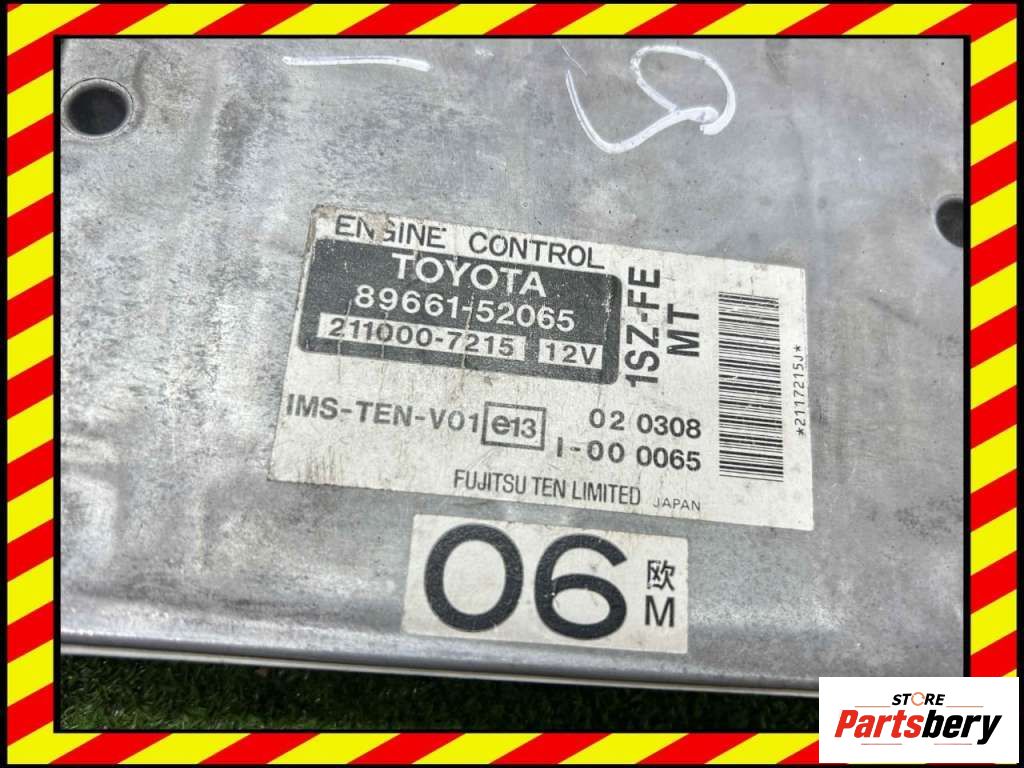 ENGINE CONTROL
TOYOTA
89661-52065
211000-7215 12V
1SZ-FE
MT
*2117215J*
IMS-TEN-V01 e13 02 0308
I-00 0065
FUJITSU TEN LIMITED JAPAN
06 欧
M
STORE
Partsbery